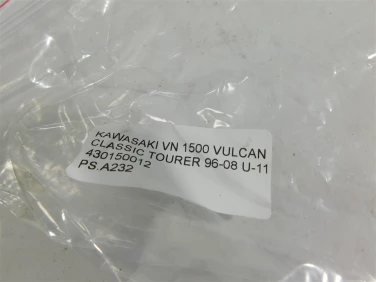 KAWASAKI VN 1500 VULCAN
CLASSIC TOURER 96-08 U-11
430150012
PS.A232